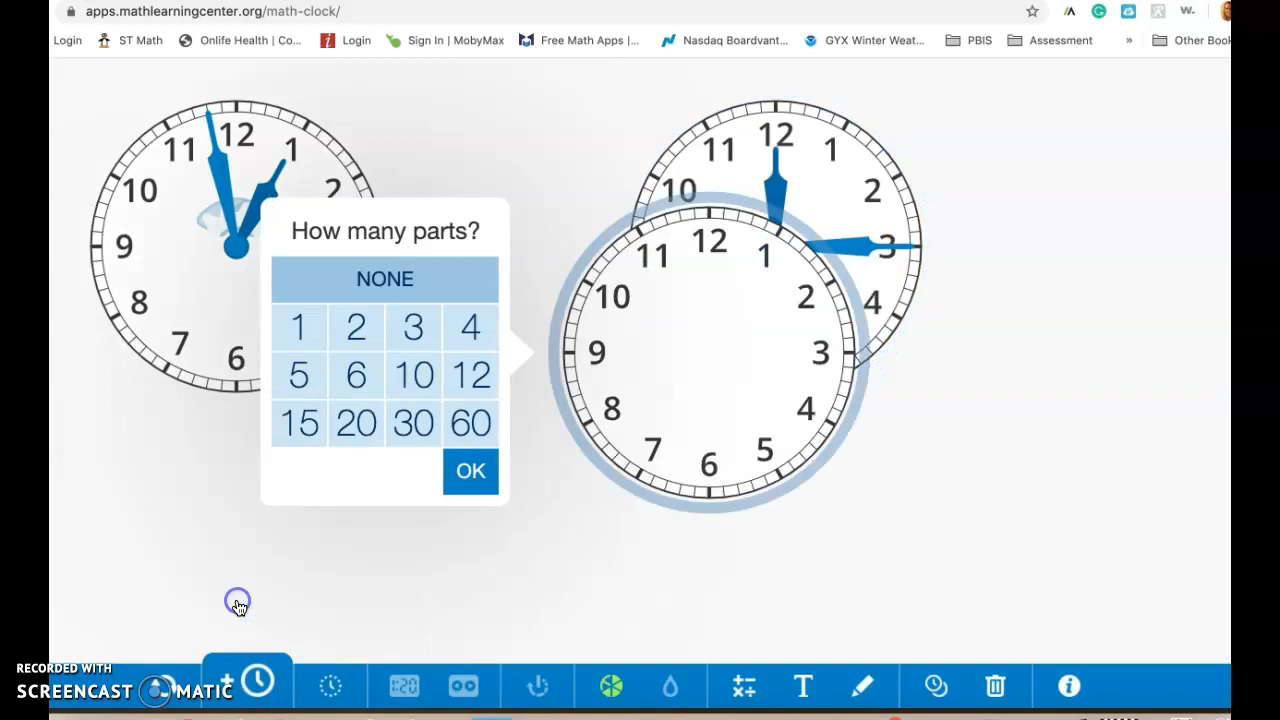 apps.mathlearningcenter.org/math-clock/
Login
ST Math
Onlife Health | Co...
Login
Sign In | MobyMax
Free Math Apps |...
Nasdaq Boardvant...
GYX Winter Weat...
PBIS
Assessment
»
Other Book
12
1
2
6
7
8
9
10
11
12
1
2
3
4
10
11
12
1
2
3
4
5
6
7
8
9
10
11
How many parts?
NONE
1 2 3 4
5 6 10 12
15 20 30 60
OK
1:20
T
RECORDED WITH
SCREENCAST MATIC